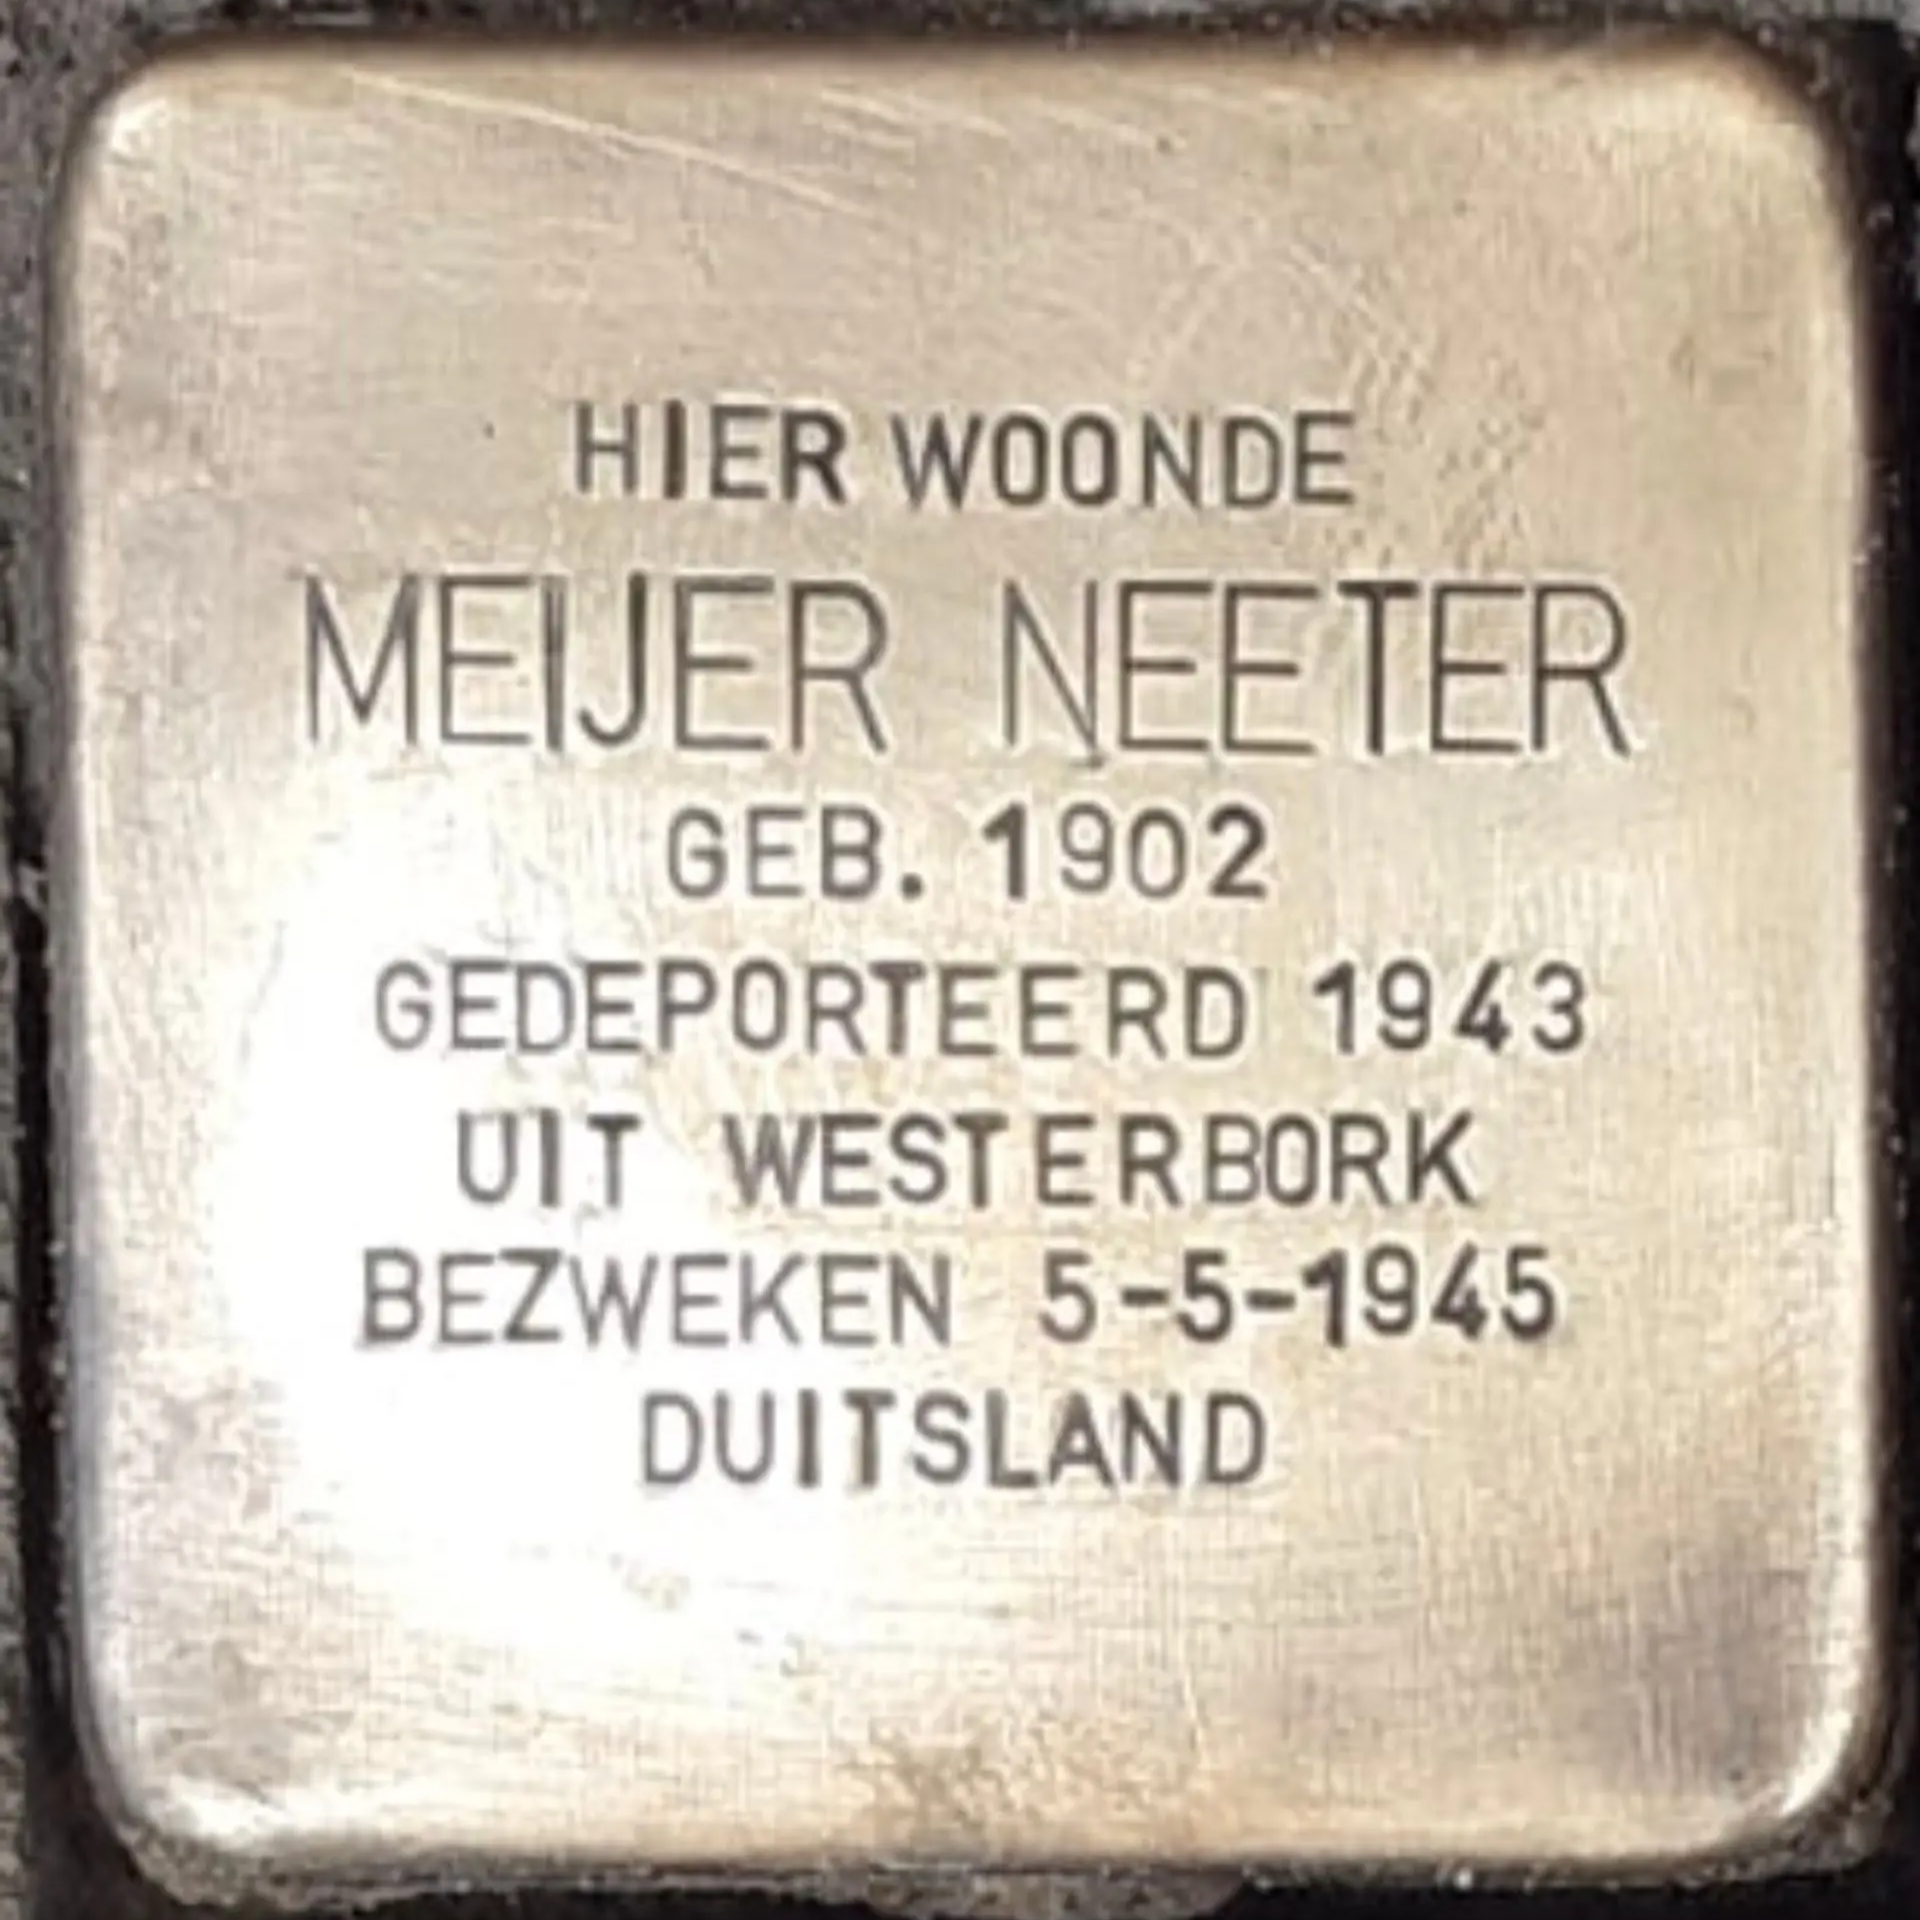 HIER WOONDE
MEIJER NEETER
GEB. 1902
GEDEPORTEERD 1943
UIT WESTERBORK
BEZWEKEN 5-5-1945
DUITSLAND